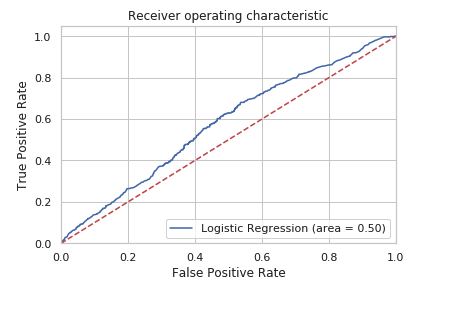 Receiver operating characteristic
1.0
0.8
0.6
0.4
0.2
0.0
True Positive Rate
Logistic Regression (area = 0.50)
0.0 0.2 0.4 0.6 0.8 1.0
False Positive Rate